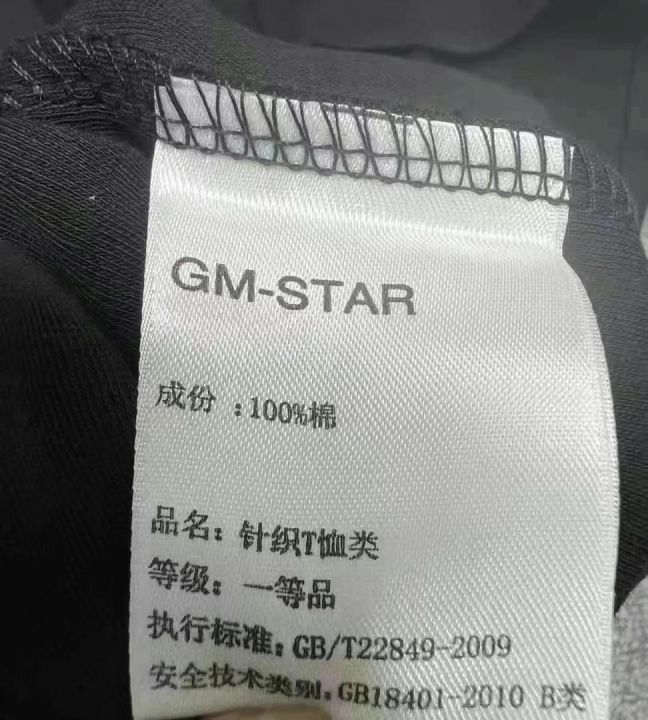 GM-STAR
成份 :100%棉
品名: 针织T恤类
等级: 一等品
执行标准: GB/T22849-2009
安全技术类别: GB18401-2010 B类